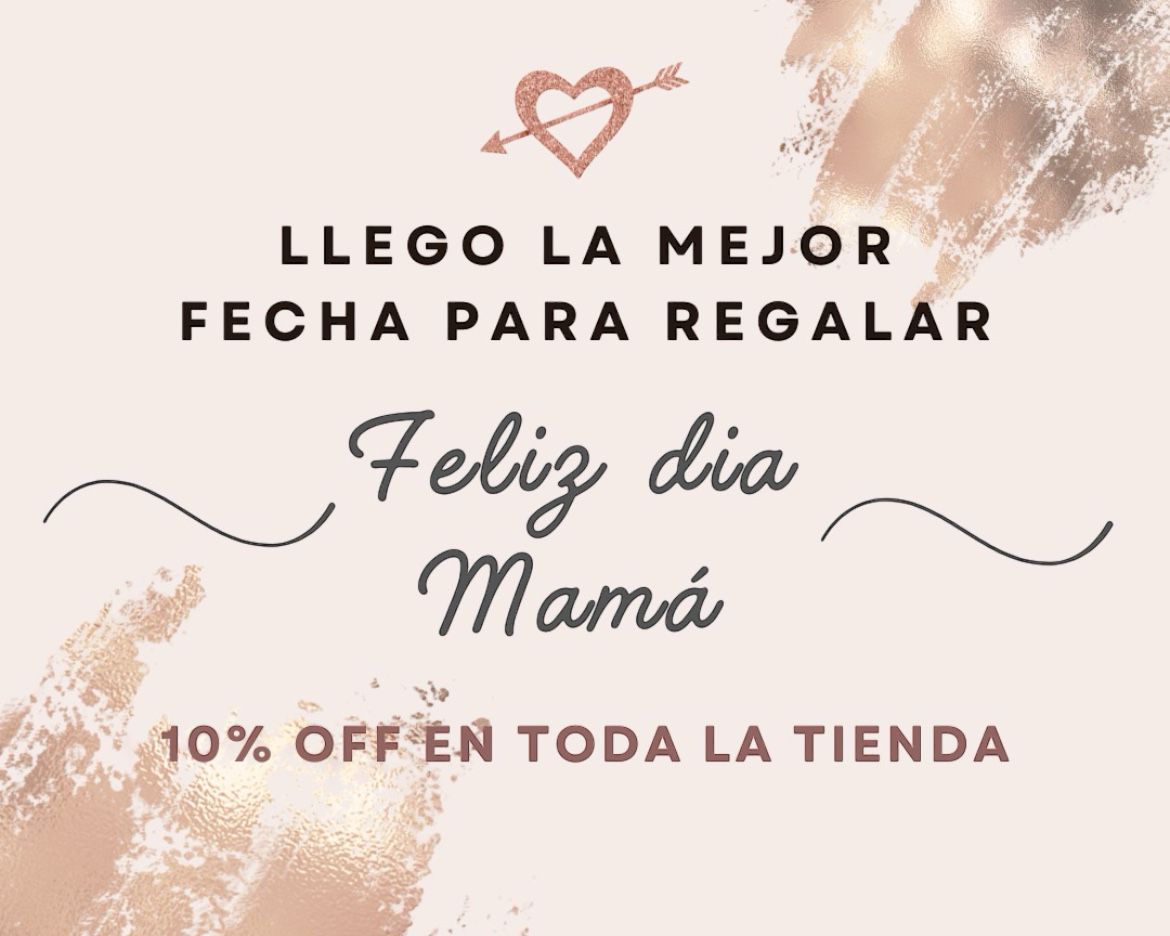 LLEGO LA MEJOR
FECHA PARA REGALAR
Feliz dia
Mamá
10% OFF EN TODA LA TIENDA